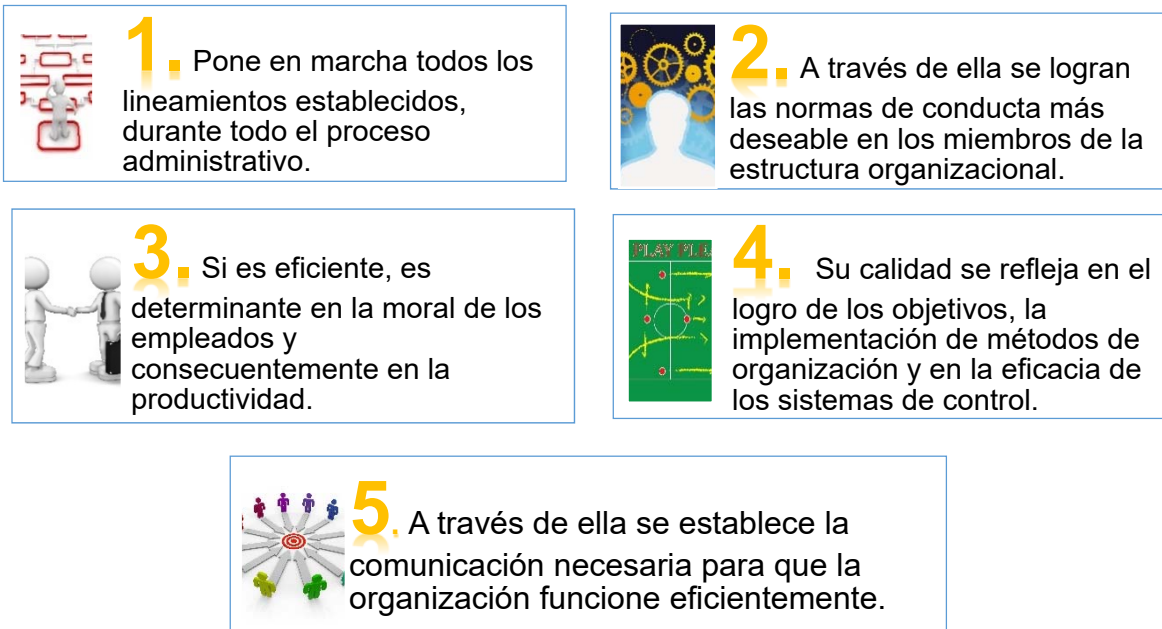 1. Pone en marcha todos los
lineamientos establecidos,
durante todo el proceso
administrativo.
2. A través de ella se logran
las normas de conducta más
deseable en los miembros de la
estructura organizacional.
3. Si es eficiente, es
determinante en la moral de los
empleados y
consecuentemente en la
productividad.
PLAY
4. Su calidad se refleja en el
logro de los objetivos, la
implementación de métodos de
organización y en la eficacia de
los sistemas de control.
5. A través de ella se establece la
comunicación necesaria para que la
organización funcione eficientemente.